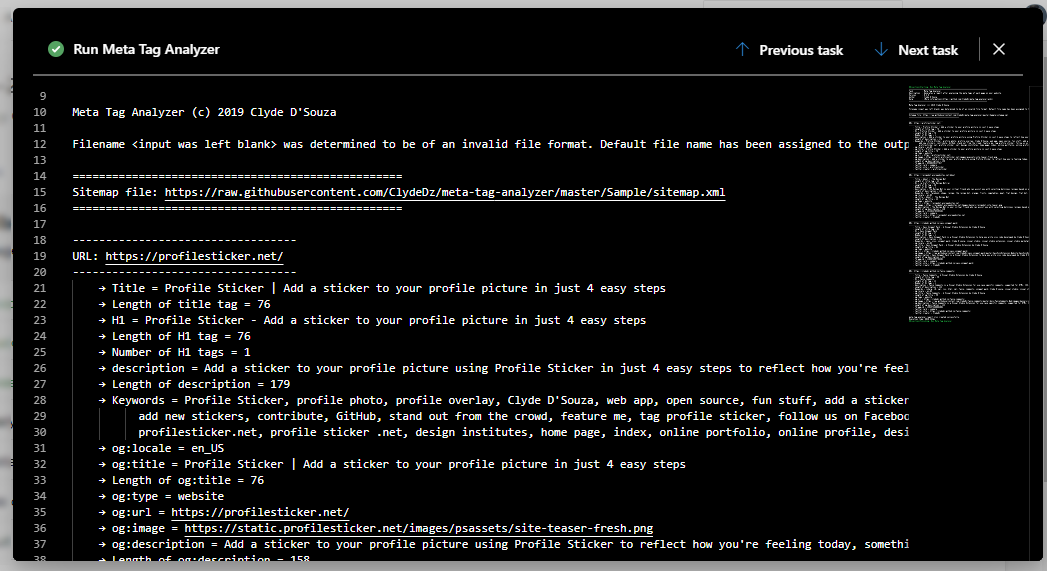 Run Meta Tag Analyzer
Previous task
Next task
9
10 Meta Tag Analyzer (c) 2019 Clyde D'Souza
11
12 Filename <input was left blank> was determined to be of an invalid file format. Default file name has been assigned to the outp
13
14 ==================================================
15 Sitemap file: https://raw.githubusercontent.com/ClydeDz/meta-tag-analyzer/master/Sample/sitemap.xml
16 ==================================================
17
18 ----------------------------------
19 URL: https://profilesticker.net/
20 ----------------------------------
21 → Title = Profile Sticker | Add a sticker to your profile picture in just 4 easy steps
22 → Length of title tag = 76
23 → H1 = Profile Sticker - Add a sticker to your profile picture in just 4 easy steps
24 → Length of H1 tag = 76
25 → Number of H1 tags = 1
26 → description = Add a sticker to your profile picture using Profile Sticker in just 4 easy steps to reflect how you're feel
27 → Length of description = 179
28 → Keywords = Profile Sticker, profile photo, profile overlay, Clyde D'Souza, web app, open source, fun stuff, add a sticker
29 add new stickers, contribute, GitHub, stand out from the crowd, feature me, tag profile sticker, follow us on Faceboo
30 profilesticker.net, profile sticker .net, design institutes, home page, index, online portfolio, online profile, desi
31 → og:locale = en_US
32 → og:title = Profile Sticker | Add a sticker to your profile picture in just 4 easy steps
33 → Length of og:title = 76
34 → og:type = website
35 → og:url = https://profilesticker.net/
36 → og:image = https://static.profilesticker.net/images/psassets/site-teaser-fresh.png
37 → og:description = Add a sticker to your profile picture using Profile Sticker to reflect how you're feeling today, somethi
38 → Length of og:description = 158